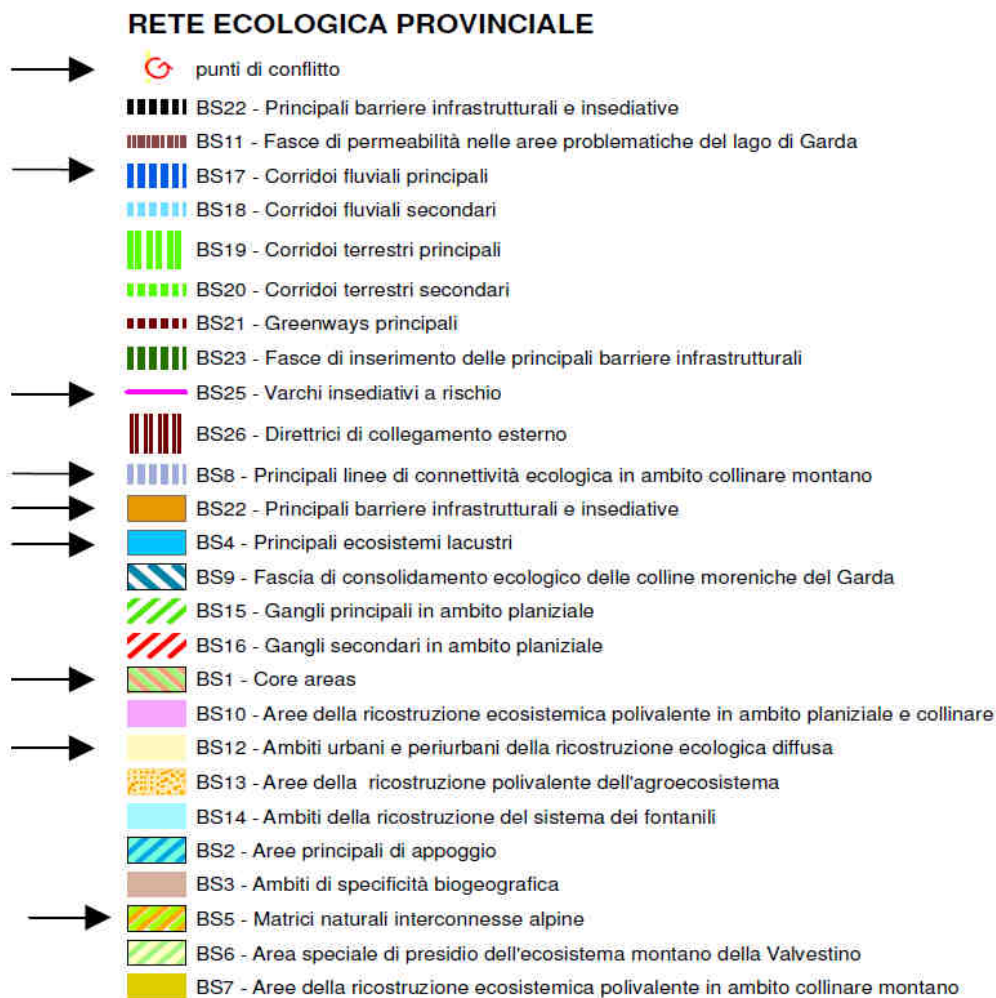 RETE ECOLOGICA PROVINCIALE
punti di conflitto
BS22 - Principali barriere infrastrutturali e insediative
BS11 - Fasce di permeabilità nelle aree problematiche del lago di Garda
BS17 - Corridoi fluviali principali
BS18 - Corridoi fluviali secondari
BS19 - Corridoi terrestri principali
BS20 - Corridoi terrestri secondari
BS21 - Greenways principali
BS23 - Fasce di inserimento delle principali barriere infrastrutturali
BS25 - Varchi insediativi a rischio
BS26 - Direttrici di collegamento esterno
BS8 - Principali linee di connettività ecologica in ambito collinare montano
BS22 - Principali barriere infrastrutturali e insediative
BS4 - Principali ecosistemi lacustri
BS9 - Fascia di consolidamento ecologico delle colline moreniche del Garda
BS15 - Gangli principali in ambito planiziale
BS16 - Gangli secondari in ambito planiziale
BS1 - Core areas
BS10 - Aree della ricostruzione ecosistemica polivalente in ambito planiziale e collinare
BS12 - Ambiti urbani e periurbani della ricostruzione ecologica diffusa
BS13 - Aree della ricostruzione polivalente dell'agroecosistema
BS14 - Ambiti della ricostruzione del sistema dei fontanili
BS2 - Aree principali di appoggio
BS3 - Ambiti di specificità biogeografica
BS5 - Matrici naturali interconnesse alpine
BS6 - Area speciale di presidio dell'ecosistema montano della Valvestino
BS7 - Aree della ricostruzione ecosistemica polivalente in ambito collinare montano